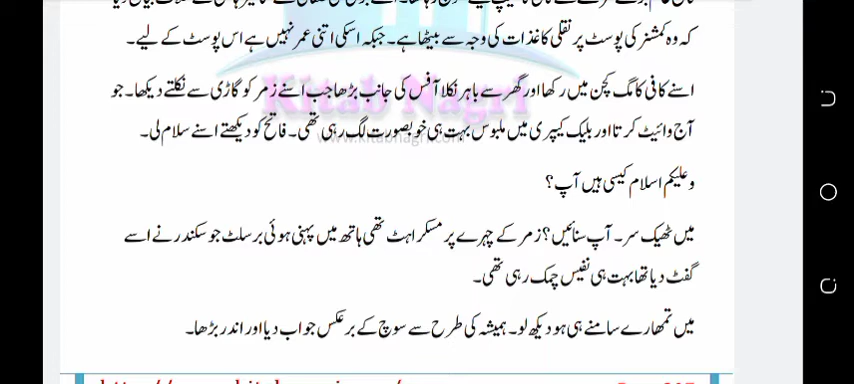 کہ وہ کمشنر کی پوسٹ پر نقلی کاغذات کی وجہ سے بیٹھا ہے۔ جبکہ اسکی اتنی عمر نہیں ہے اس پوسٹ کے لیے۔
اسنے کافی کا مگ کچن میں رکھا اور گھر سے باہر نکلا آفس کی جانب بڑھا جب اسنے زمر کو گاڑی سے نکلتے دیکھا۔ جو
Kitab Nagri
آج وائیٹ کرتا اور بلیک کیپری میں ملبوس بہت ہی خوبصورت لگ رہی تھی۔ فاتح کو دیکھتے اسنے سلام لی۔
www.kitabnagri.com
وعلیکم اسلام کیسی ہیں آپ؟
میں ٹھیک سر۔ آپ سنائیں؟ زمر کے چہرے پر مسکراہٹ تھی ہاتھ میں پہنی ہوئی برسلٹ جو سکندر نے اسے
گفٹ دیا تھا بہت ہی نفیس چمک رہی تھی۔
میں تمھارے سامنے ہی ہو دیکھ لو۔ ہمیشہ کی طرح سے سوچ کے برعکس جواب دیا اور اندر بڑھا۔